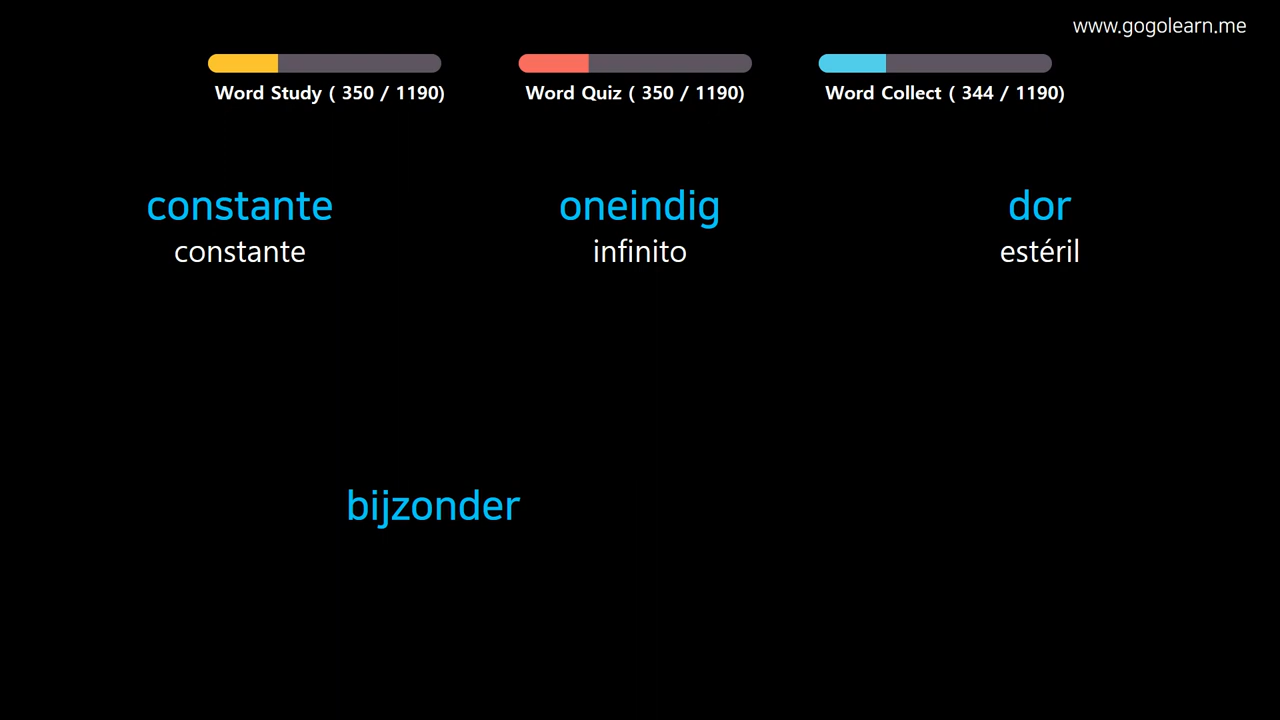 www.gogolearn.me
Word Study ( 350 / 1190)
Word Quiz ( 350 / 1190)
Word Collect ( 344 / 1190)
constante
constante
oneindig
infinito
dor
estéril
bijzonder